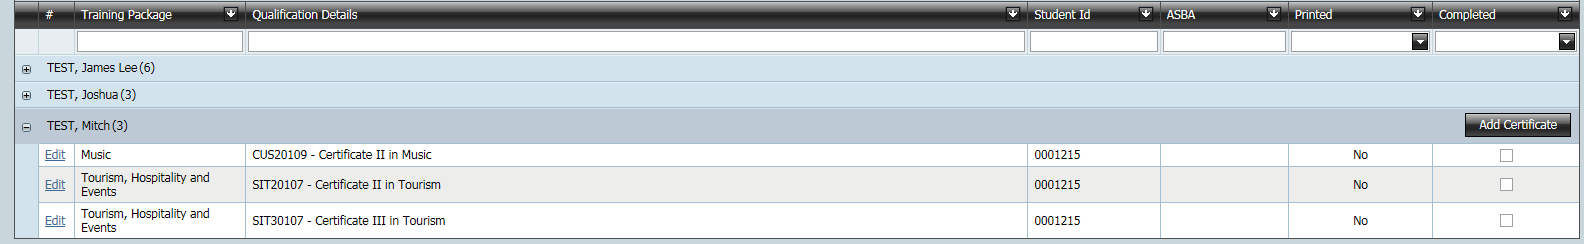 # Training Package Qualification Details Student Id ASBA Printed Completed
TEST, James Lee (6)
TEST, Joshua (3)
TEST, Mitch (3) Add Certificate
Edit Music CUS20109 - Certificate II in Music 0001215 No
Edit Tourism, Hospitality and Events SIT20107 - Certificate II in Tourism 0001215 No
Edit Tourism, Hospitality and Events SIT30107 - Certificate III in Tourism 0001215 No